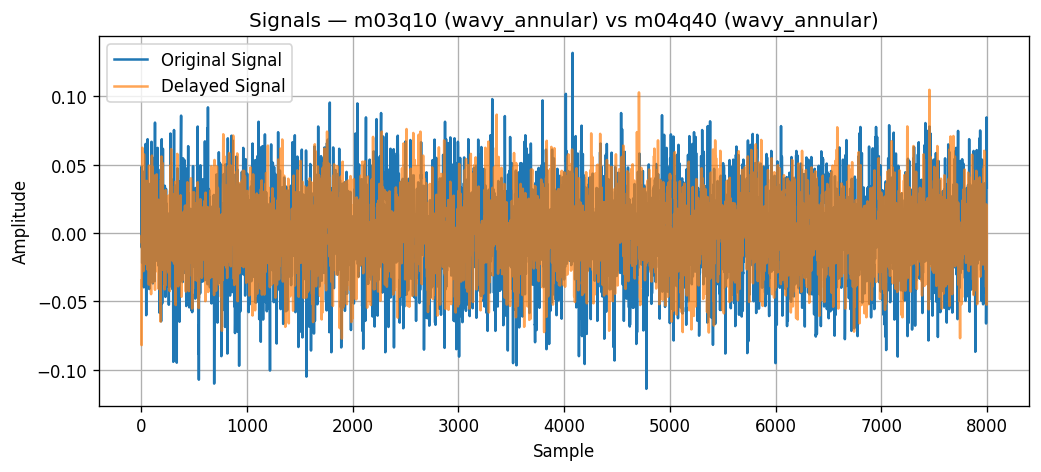 Signals — m03q10 (wavy_annular) vs m04q40 (wavy_annular)
Original Signal
Delayed Signal
0.10
0.05
0.00
−0.05
−0.10
Amplitude
0 1000 2000 3000 4000 5000 6000 7000 8000
Sample